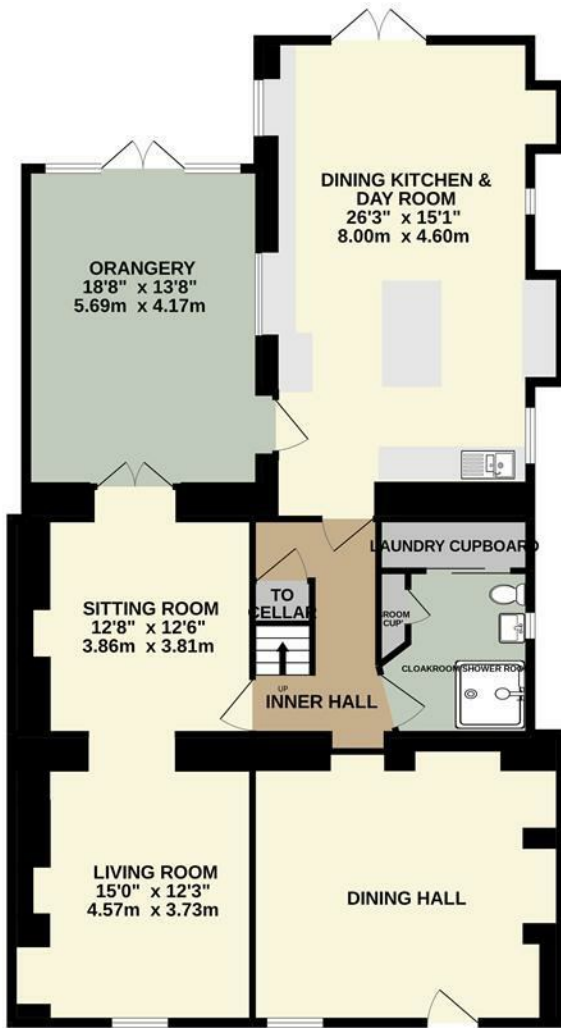 DINING KITCHEN &
DAY ROOM
26'3" x 15'1"
8.00m x 4.60m
ORANGERY
18'8" x 13'8"
5.69m x 4.17m
LAUNDRY CUPBOARD
TO
CELLAR
SITTING ROOM
12'8" x 12'6"
3.86m x 3.81m
UP
INNER HALL
CLOAKROOM/SHOWER ROOM
LIVING ROOM
15'0" x 12'3"
4.57m x 3.73m
DINING HALL